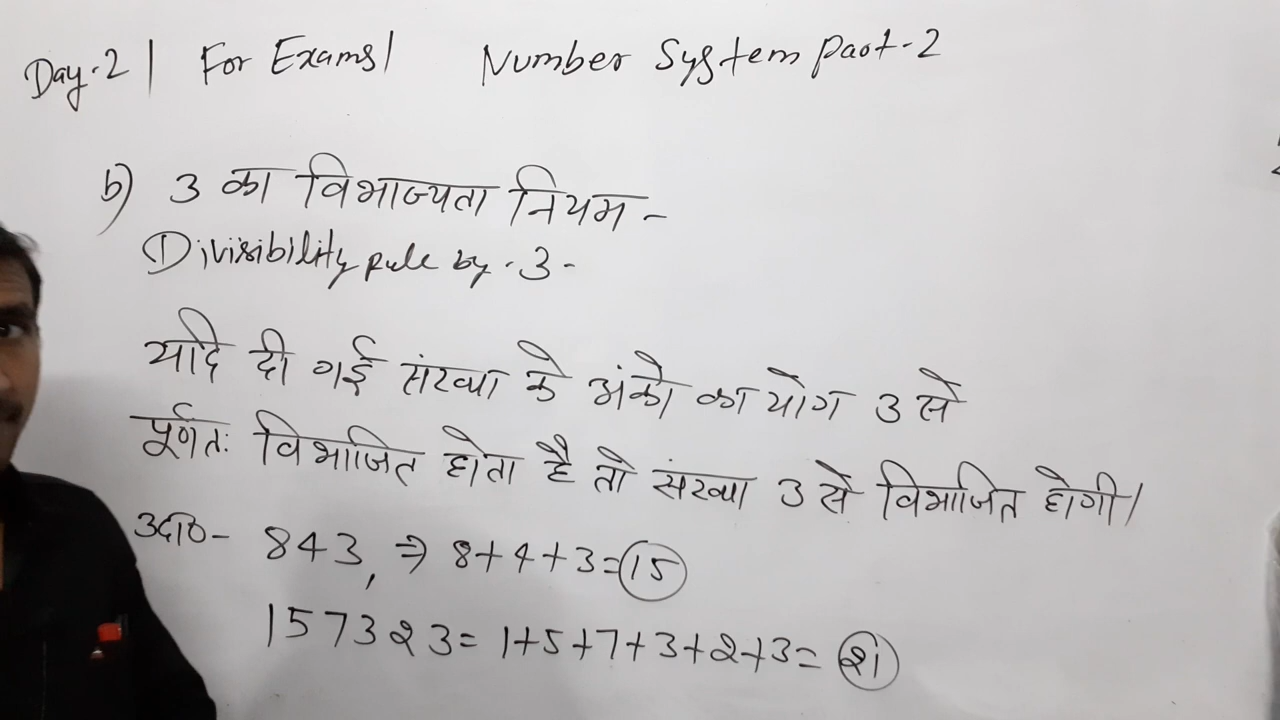 Day.2 | For Exams | Number System Part-2
b) 3 का विभाज्यता नियम -
Divisibility rule by.3-
यदि दी गई संख्या के अंको का योग 3 से
पूर्णतः विभाजित होता है तो संख्या 3 से विभाजित होगी।
उदा०- 843, ⇒ 8+4+3=15
157323= 1+5+7+3+2+3= 21